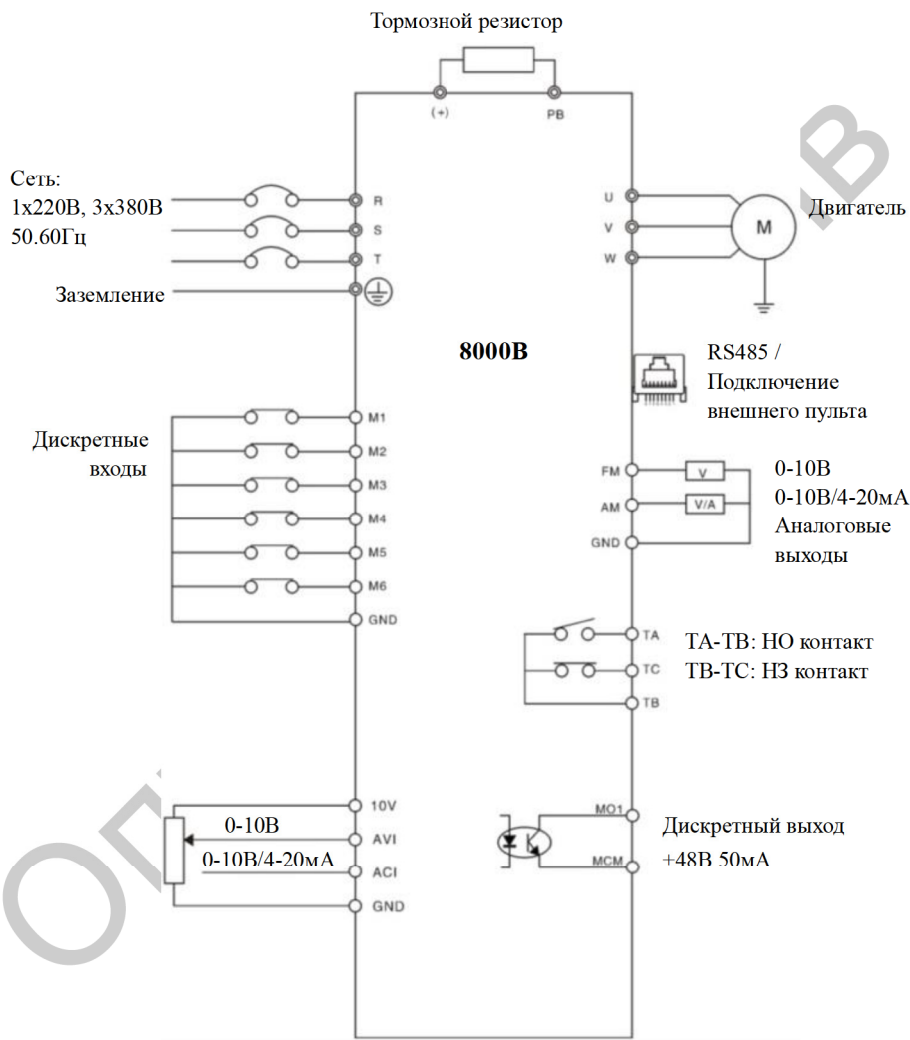 Тормозной резистор
(+)
PB
Сеть:
1x220В, 3x380В
50.60Гц
R
S
T
Заземление
U
V
W
M
Двигатель
8000B
RS485 /
Подключение
внешнего пульта
Дискретные
входы
M1
M2
M3
M4
M5
M6
GND
FM
V
0-10В
AM
V/A
0-10В/4-20мА
GND
Аналоговые
выходы
TA
TC
TB
TA-TB: НО контакт
TB-TC: НЗ контакт
10V
0-10В
AVI
0-10В/4-20мА
ACI
GND
MO1
MCM
Дискретный выход
+48В 50мА